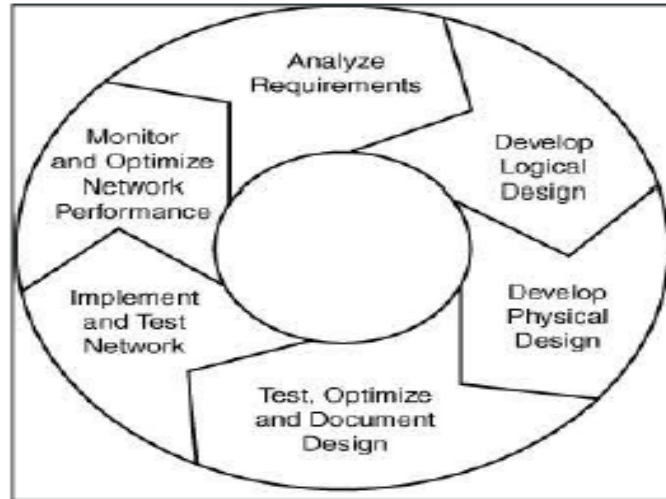 Analyze
Requirements
Develop
Logical
Design
Develop
Physical
Design
Test, Optimize
and Document
Design
Implement
and Test
Network
Monitor
and Optimize
Network
Performance